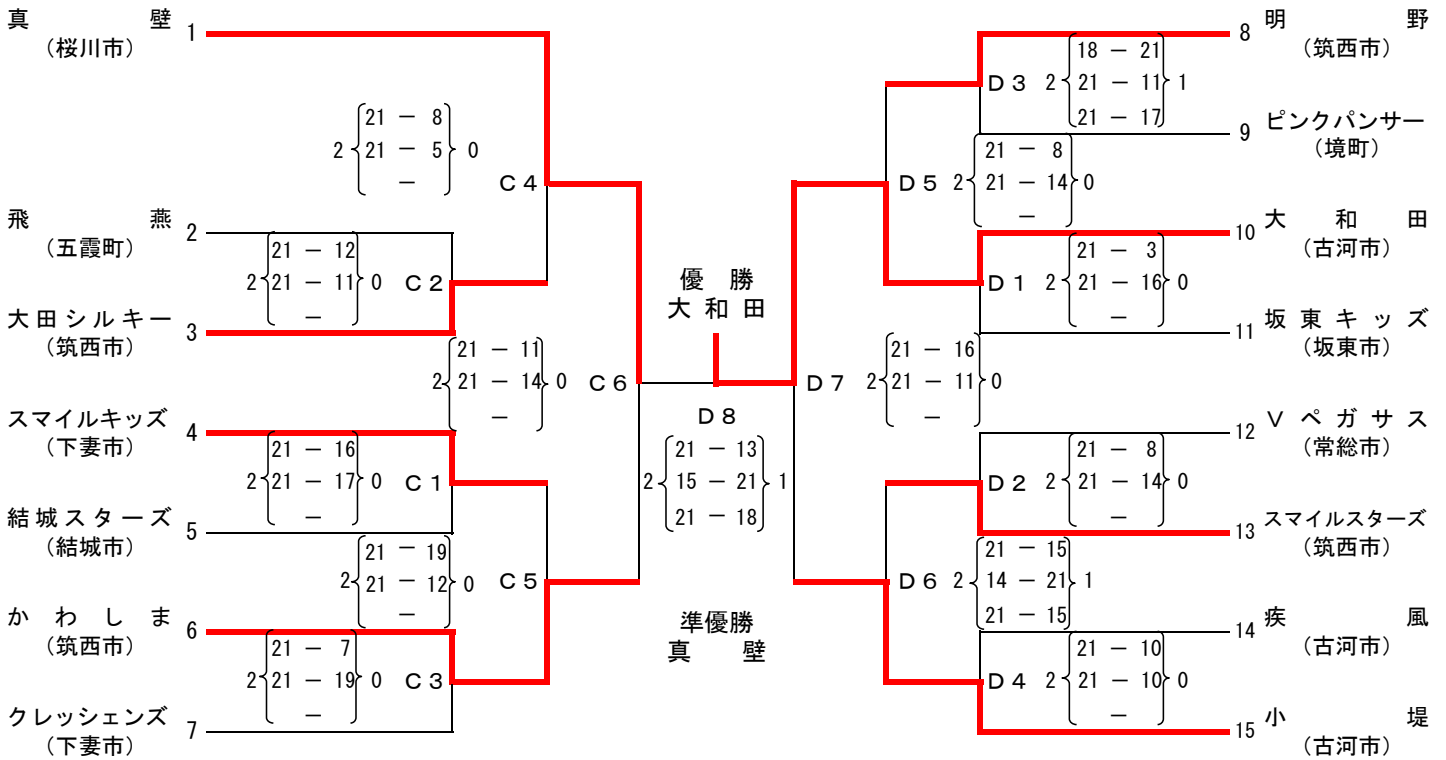 真壁 1
（桜川市）
21 － 8
2 21 － 5 0
－
C4
飛燕 2
（五霞町）
21 － 12
2 21 － 11 0
－
C2
大田シルキー 3
（筑西市）
21 － 11
2 21 － 14 0
－
C6
スマイルキッズ 4
（下妻市）
21 － 16
2 21 － 17 0
－
C1
結城スターズ 5
（結城市）
21 － 19
2 21 － 12 0
－
C5
かわしま 6
（筑西市）
21 － 7
2 21 － 19 0
－
C3
クレッシェンズ 7
（下妻市）
優勝
大和田
D8
21 － 13
2 15 － 21 1
21 － 18
準優勝
真壁
8 明野
（筑西市）
18 － 21
D3 2 21 － 11 1
21 － 17
9 ピンクパンサー
（境町）
21 － 8
D5 2 21 － 14 0
－
10 大和田
（古河市）
21 － 3
D1 2 21 － 16 0
－
11 坂東キッズ
（坂東市）
21 － 16
D7 2 21 － 11 0
－
12 Vペガサス
（常総市）
21 － 8
D2 2 21 － 14 0
－
13 スマイルスターズ
（筑西市）
21 － 15
D6 2 14 － 21 1
21 － 15
14 疾風
（古河市）
21 － 10
D4 2 21 － 10 0
－
15 小堤
（古河市）